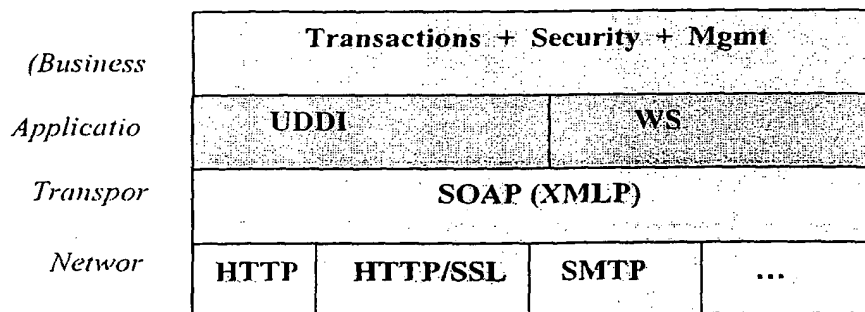 Transactions + Security + Mgmt
(Business
Applicatio UDDI WS
Transpor SOAP (XMLP)
Networ HTTP HTTP/SSL SMTP ...